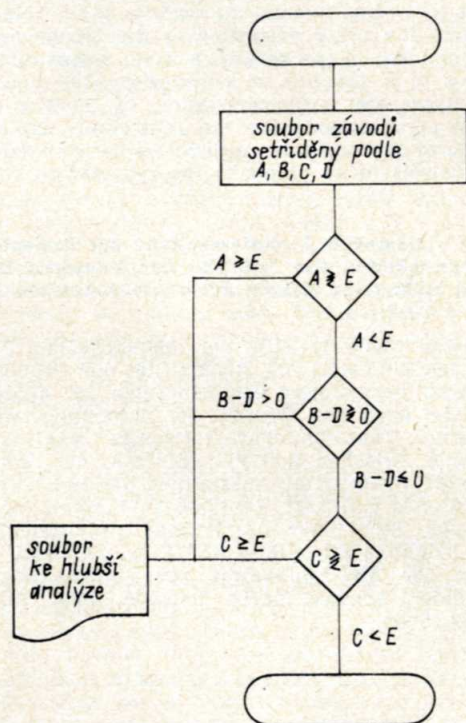 soubor závodů
setříděný podle
A, B, C, D
A ≥ E
A ⋛ E
A < E
B-D > 0
B-D ⋛ 0
B-D ≤ 0
soubor
ke hlubší
analýze
C ≥ E
C ⋛ E
C < E